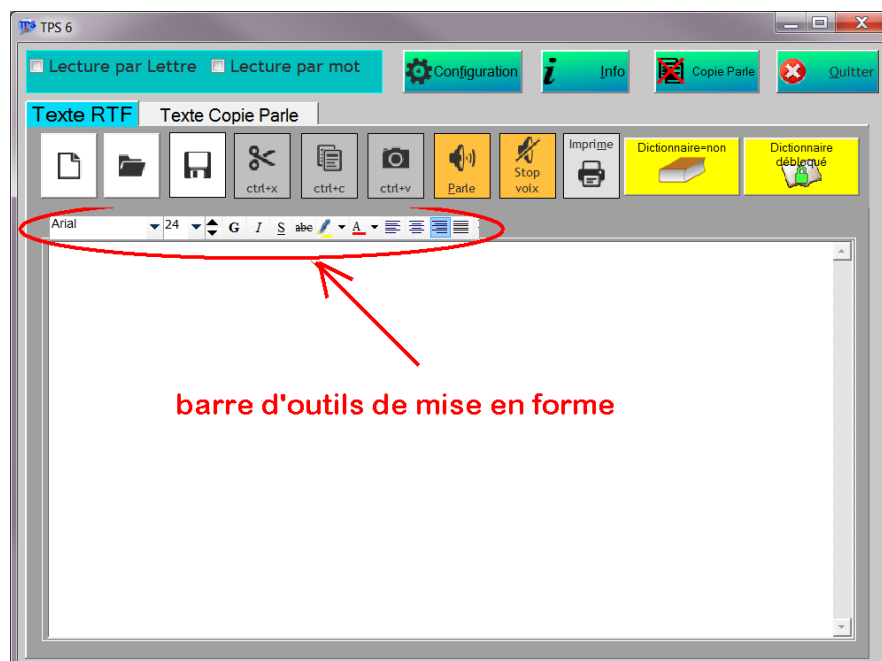 TPS 6
Lecture par Lettre Lecture par mot
Configuration
Info
Copie Parle
Quitter
Texte RTF Texte Copie Parle
ctrl+x
ctrl+c
ctrl+v
Parle
Stop
voix
Imprime
Dictionnaire=non
Dictionnaire
débloqué
Arial 24 G I S abc A
barre d'outils de mise en forme